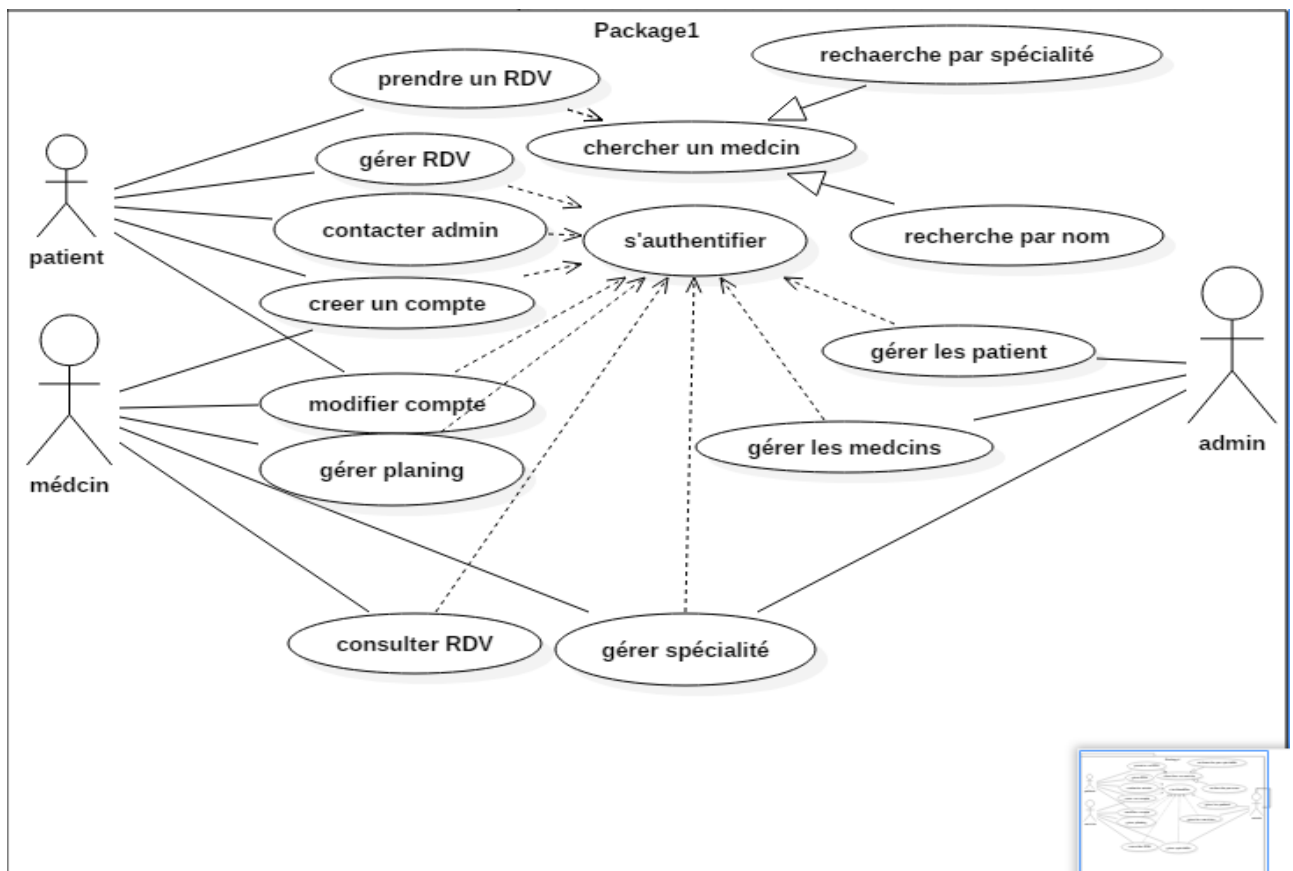 Package1
rechaerche par spécialité
prendre un RDV
chercher un medcin
gérer RDV
contacter admin
s'authentifier
recherche par nom
patient
creer un compte
gérer les patient
modifier compte
gérer les medcins
admin
gérer planing
médcin
consulter RDV
gérer spécialité